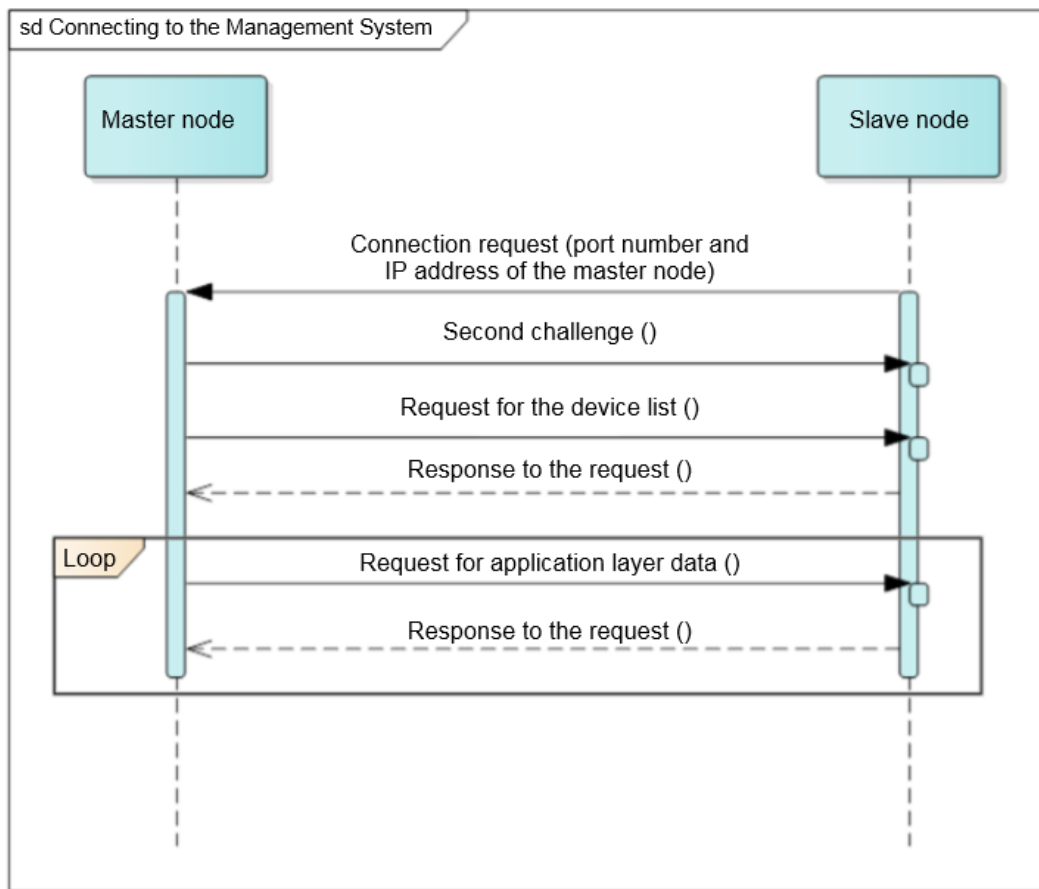 sd Connecting to the Management System
Master node
Slave node
Connection request (port number and
IP address of the master node)
Second challenge ()
Request for the device list ()
Response to the request ()
Loop
Request for application layer data ()
Response to the request ()